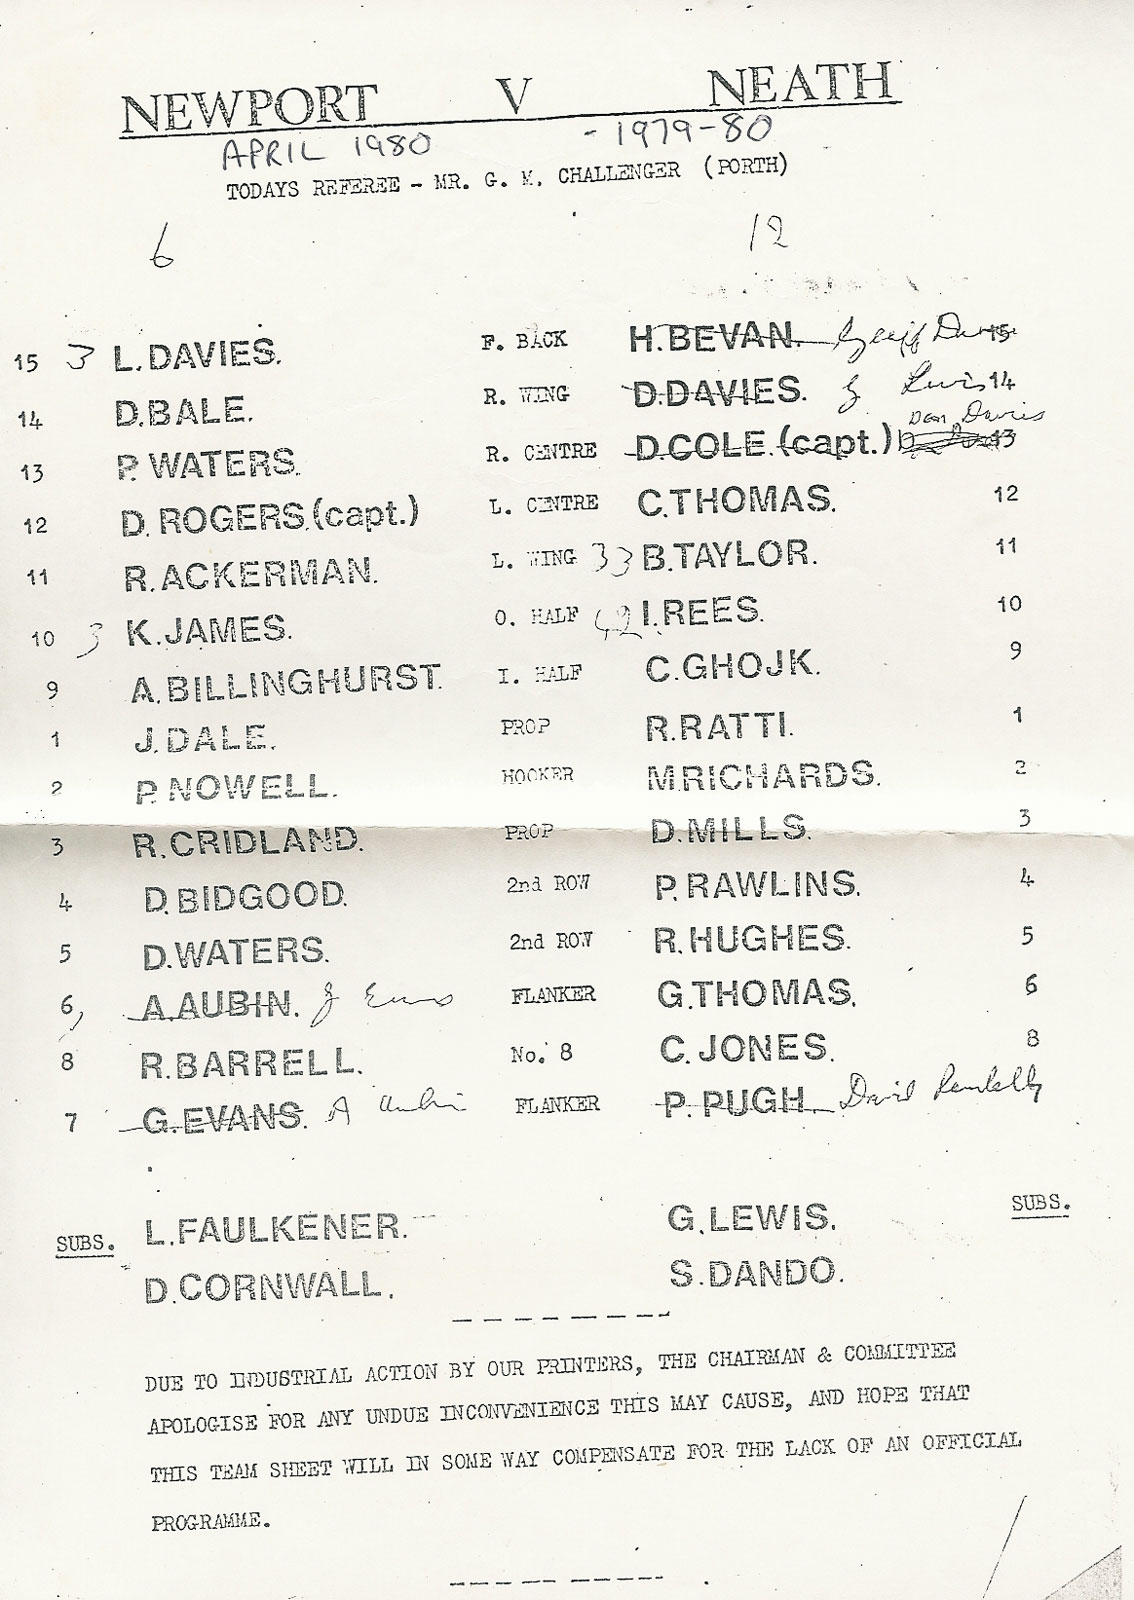 NEWPORT V NEATH
APRIL 1980 - 1979-80
TODAYS REFEREE - MR. G. M. CHALLENGER (PORTH)
6 12
15 3 L.DAVIES. F. BACK H.BEVAN. 15
14 D.BALE. R. WING D.DAVIES. G Lewis 14
Dan Davies
13 P.WATERS. R. CENTRE D.COLE.(capt.) 13
12 D.ROGERS.(capt.) L. CENTRE C.THOMAS. 12
11 R.ACKERMAN. L. WING 33 B.TAYLOR. 11
10 3 K.JAMES. O. HALF I.REES. 10
9 A.BILLINGHURST. I. HALF C.GHOJK. 9
1 J.DALE. PROP R.RATTI. 1
2 P.NOWELL. HOOKER M.RICHARDS. 2
3 R.CRIDLAND. PROP D.MILLS. 3
4 D.BIDGOOD. 2nd ROW P.RAWLINS. 4
5 D.WATERS. 2nd ROW R.HUGHES. 5
6, A.AUBIN. G Evans FLANKER G.THOMAS. 6
8 R.BARRELL. No. 8 C.JONES. 8
7 G.EVANS. A Aubin FLANKER P.PUGH David
SUBS. L.FAULKENER. G.LEWIS. SUBS.
D.CORNWALL. S.DANDO.
DUE TO INDUSTRIAL ACTION BY OUR PRINTERS, THE CHAIRMAN & COMMITTEE
APOLOGISE FOR ANY UNDUE INCONVENIENCE THIS MAY CAUSE, AND HOPE THAT
THIS TEAM SHEET WILL IN SOME WAY COMPENSATE FOR THE LACK OF AN OFFICIAL
PROGRAMME.